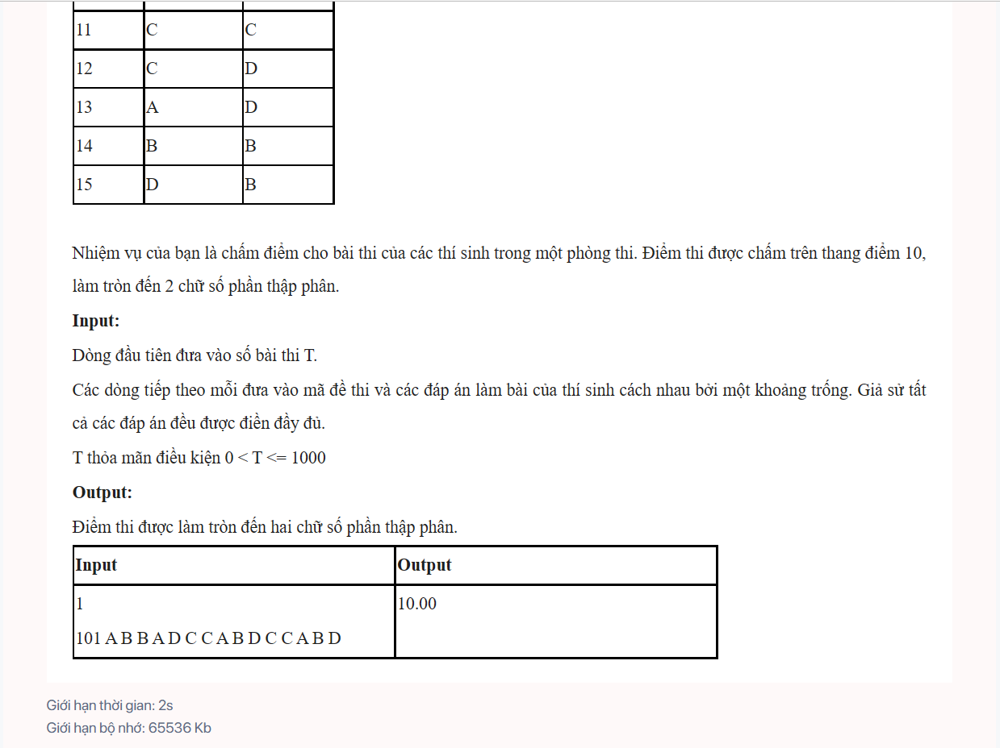 11 C C
12 C D
13 A D
14 B B
15 D B
Nhiệm vụ của bạn là chấm điểm cho bài thi của các thí sinh trong một phòng thi. Điểm thi được chấm trên thang điểm 10,
làm tròn đến 2 chữ số phần thập phân.
Input:
Dòng đầu tiên đưa vào số bài thi T.
Các dòng tiếp theo mỗi đưa vào mã đề thi và các đáp án làm bài của thí sinh cách nhau bởi một khoảng trống. Giả sử tất
cả các đáp án đều được điền đầy đủ.
T thỏa mãn điều kiện 0 < T <= 1000
Output:
Điểm thi được làm tròn đến hai chữ số phần thập phân.
Input Output
1 10.00
101 A B B A D C C A B D C C A B D
Giới hạn thời gian: 2s
Giới hạn bộ nhớ: 65536 Kb